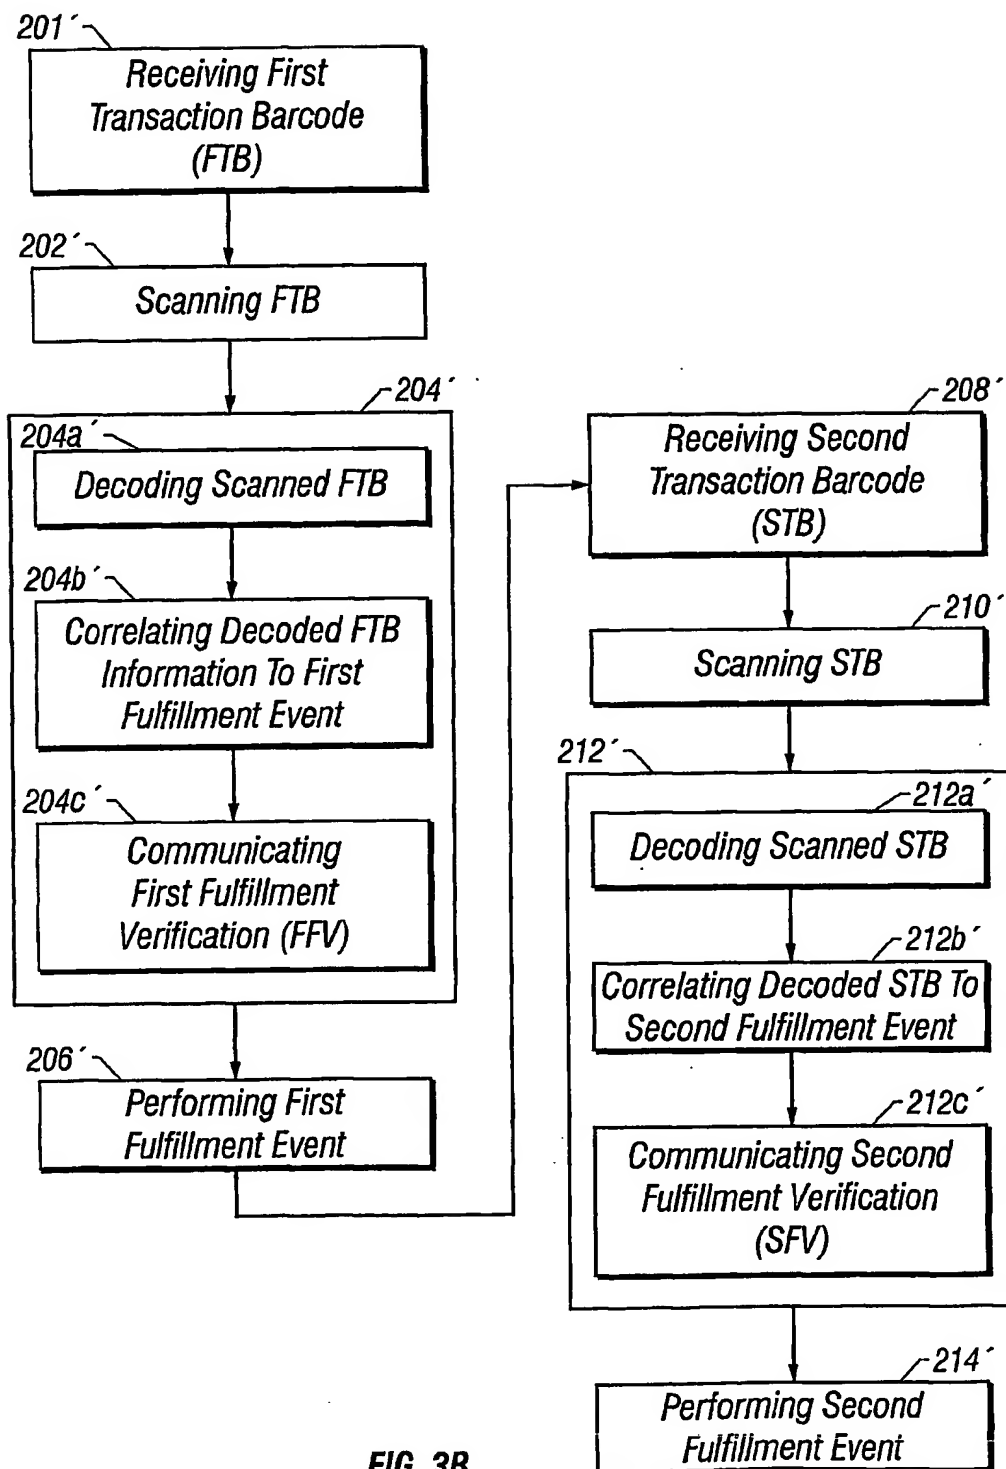 201′
Receiving First
Transaction Barcode
(FTB)
202′
Scanning FTB
204′
204a′
Decoding Scanned FTB
204b′
Correlating Decoded FTB
Information To First
Fulfillment Event
204c′
Communicating
First Fulfillment
Verification (FFV)
206′
Performing First
Fulfillment Event
208′
Receiving Second
Transaction Barcode
(STB)
210′
Scanning STB
212′
212a′
Decoding Scanned STB
212b′
Correlating Decoded STB To
Second Fulfillment Event
212c′
Communicating Second
Fulfillment Verification
(SFV)
214′
Performing Second
Fulfillment Event
FIG. 3B